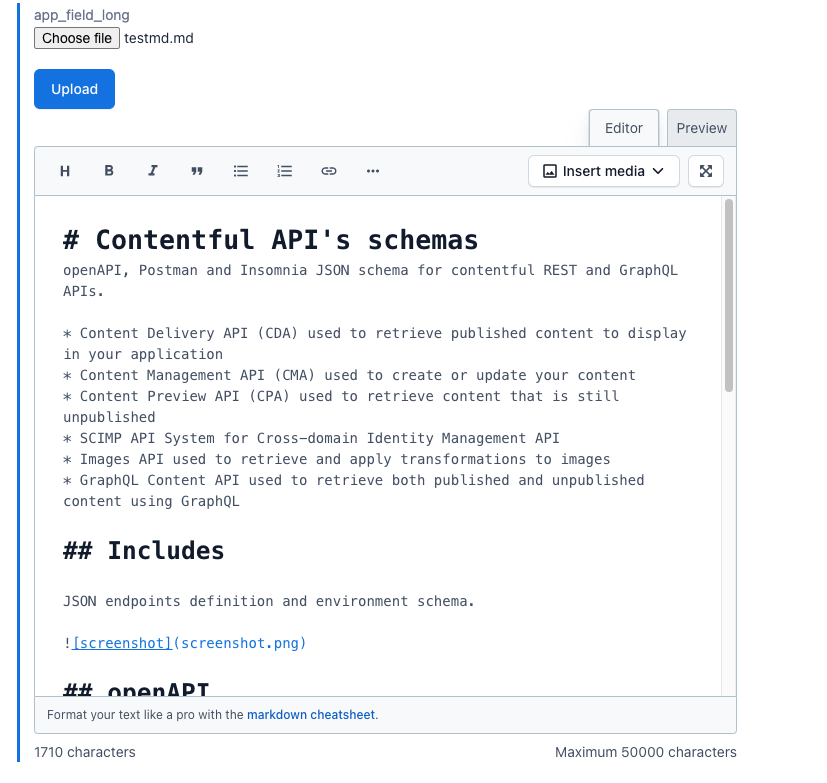 app_field_long
Choose file testmd.md
Upload
Editor Preview
H B I Insert media
# Contentful API's schemas
openAPI, Postman and Insomnia JSON schema for contentful REST and GraphQL
APIs.
* Content Delivery API (CDA) used to retrieve published content to display
in your application
* Content Management API (CMA) used to create or update your content
* Content Preview API (CPA) used to retrieve content that is still
unpublished
* SCIMP API System for Cross-domain Identity Management API
* Images API used to retrieve and apply transformations to images
* GraphQL Content API used to retrieve both published and unpublished
content using GraphQL
## Includes
JSON endpoints definition and environment schema.
![screenshot](screenshot.png)
## openAPI
Format your text like a pro with the markdown cheatsheet.
1710 characters Maximum 50000 characters